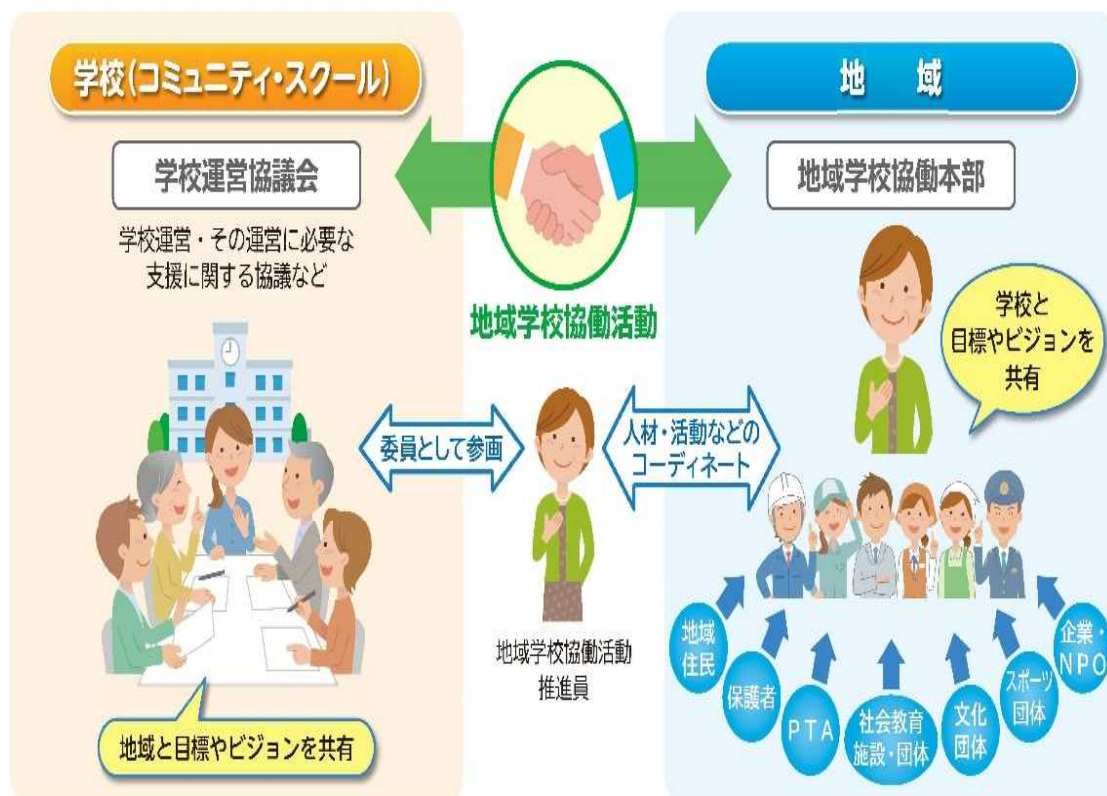 学校(コミュニティ・スクール)
学校運営協議会
学校運営・その運営に必要な
支援に関する協議など
地域と目標やビジョンを共有
地域学校協働活動
委員として参画
人材・活動などの
コーディネート
地域学校協働活動
推進員
地 域
地域学校協働本部
学校と
目標やビジョンを
共有
地域
住民
保護者
PTA
社会教育
施設・団体
文化
団体
スポーツ
団体
企業・
NPO